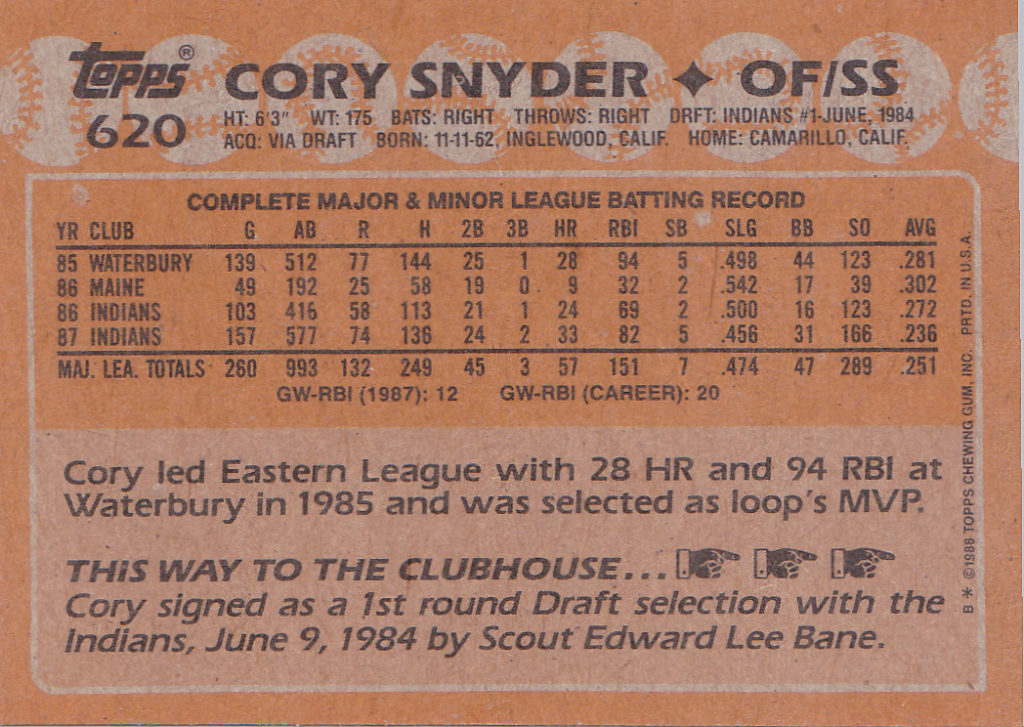 Topps® CORY SNYDER ✦ OF/SS
620 HT: 6'3" WT: 175 BATS: RIGHT THROWS: RIGHT DRFT: INDIANS #1-JUNE, 1984
ACQ: VIA DRAFT BORN: 11-11-62, INGLEWOOD, CALIF. HOME: CAMARILLO, CALIF.
COMPLETE MAJOR & MINOR LEAGUE BATTING RECORD
YR CLUB G AB R H 2B 3B HR RBI SB SLG BB SO AVG
85 WATERBURY 139 512 77 144 25 1 28 94 5 .498 44 123 .281
86 MAINE 49 192 25 58 19 0 9 32 2 .542 17 39 .302
86 INDIANS 103 416 58 113 21 1 24 69 2 .500 16 123 .272
87 INDIANS 157 577 74 136 24 2 33 82 5 .456 31 166 .236
MAJ. LEA. TOTALS 260 993 132 249 45 3 57 151 7 .474 47 289 .251
GW-RBI (1987): 12 GW-RBI (CAREER): 20
Cory led Eastern League with 28 HR and 94 RBI at
Waterbury in 1985 and was selected as loop's MVP.
THIS WAY TO THE CLUBHOUSE...
Cory signed as a 1st round Draft selection with the
Indians, June 9, 1984 by Scout Edward Lee Bane.
B * ©1988 TOPPS CHEWING GUM, INC. PRTD. IN U.S.A.